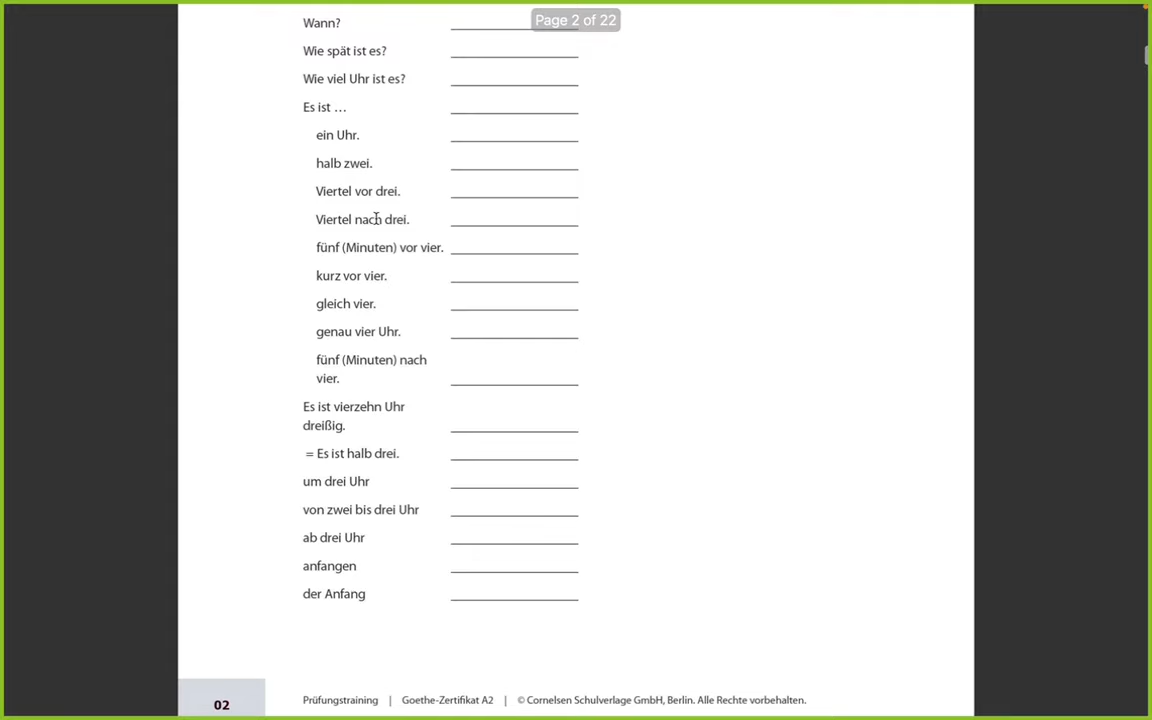 Page 2 of 22
Wann?
Wie spät ist es?
Wie viel Uhr ist es?
Es ist …
ein Uhr.
halb zwei.
Viertel vor drei.
Viertel nach drei.
fünf (Minuten) vor vier.
kurz vor vier.
gleich vier.
genau vier Uhr.
fünf (Minuten) nach
vier.
Es ist vierzehn Uhr
dreißig.
= Es ist halb drei.
um drei Uhr
von zwei bis drei Uhr
ab drei Uhr
anfangen
der Anfang
02 Prüfungstraining | Goethe-Zertifikat A2 | © Cornelsen Schulverlage GmbH, Berlin. Alle Rechte vorbehalten.